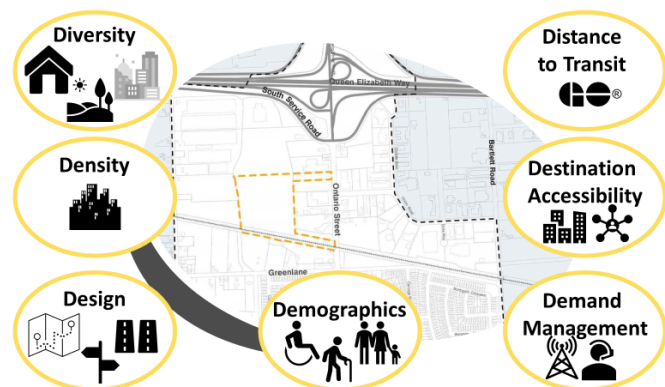 Diversity
Distance
to Transit
GO®
Queen Elizabeth Way
South Service Road
Density
Destination
Accessibility
Bartlett Road
Ontario Street
Greenlane
Design
Demographics
Demand
Management